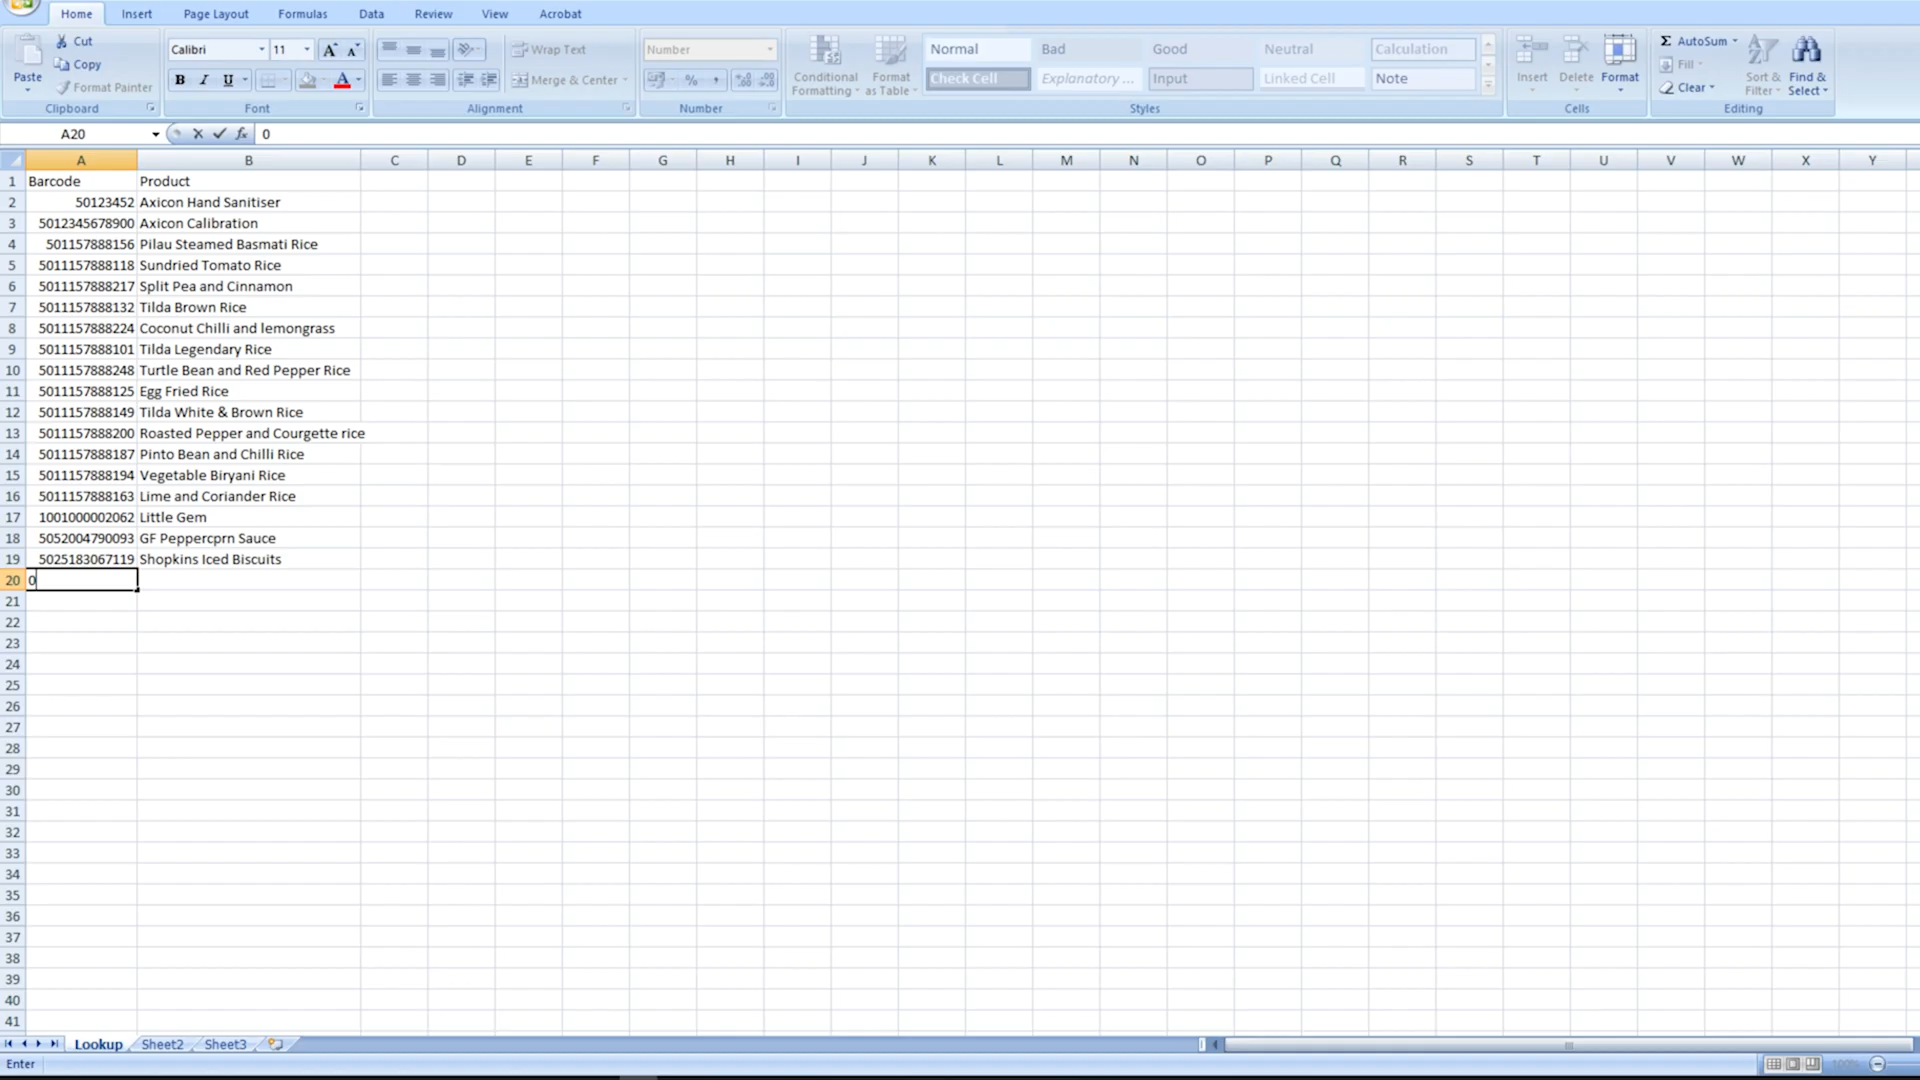 Home Insert Page Layout Formulas Data Review View Acrobat
Cut
Copy
Format Painter
Paste
Clipboard
Calibri 11
Font
Wrap Text
Merge & Center
Alignment
Number
Number
Conditional Formatting
Format as Table
Normal Bad Good Neutral Calculation
Check Cell Explanatory ... Input Linked Cell Note
Styles
Insert Delete Format
Cells
Σ AutoSum
Fill
Clear
Sort & Filter
Find & Select
Editing
A20 fx 0
A B C D E F G H I J K L M N O P Q R S T U V W X Y
1 Barcode Product
2 50123452 Axicon Hand Sanitiser
3 5012345678900 Axicon Calibration
4 501157888156 Pilau Steamed Basmati Rice
5 5011157888118 Sundried Tomato Rice
6 5011157888217 Split Pea and Cinnamon
7 5011157888132 Tilda Brown Rice
8 5011157888224 Coconut Chilli and lemongrass
9 5011157888101 Tilda Legendary Rice
10 5011157888248 Turtle Bean and Red Pepper Rice
11 5011157888125 Egg Fried Rice
12 5011157888149 Tilda White & Brown Rice
13 5011157888200 Roasted Pepper and Courgette rice
14 5011157888187 Pinto Bean and Chilli Rice
15 5011157888194 Vegetable Biryani Rice
16 5011157888163 Lime and Coriander Rice
17 1001000002062 Little Gem
18 5052004790093 GF Peppercprn Sauce
19 5025183067119 Shopkins Iced Biscuits
20 0
21
22
23
24
25
26
27
28
29
30
31
32
33
34
35
36
37
38
39
40
41
Lookup Sheet2 Sheet3
Enter 100%